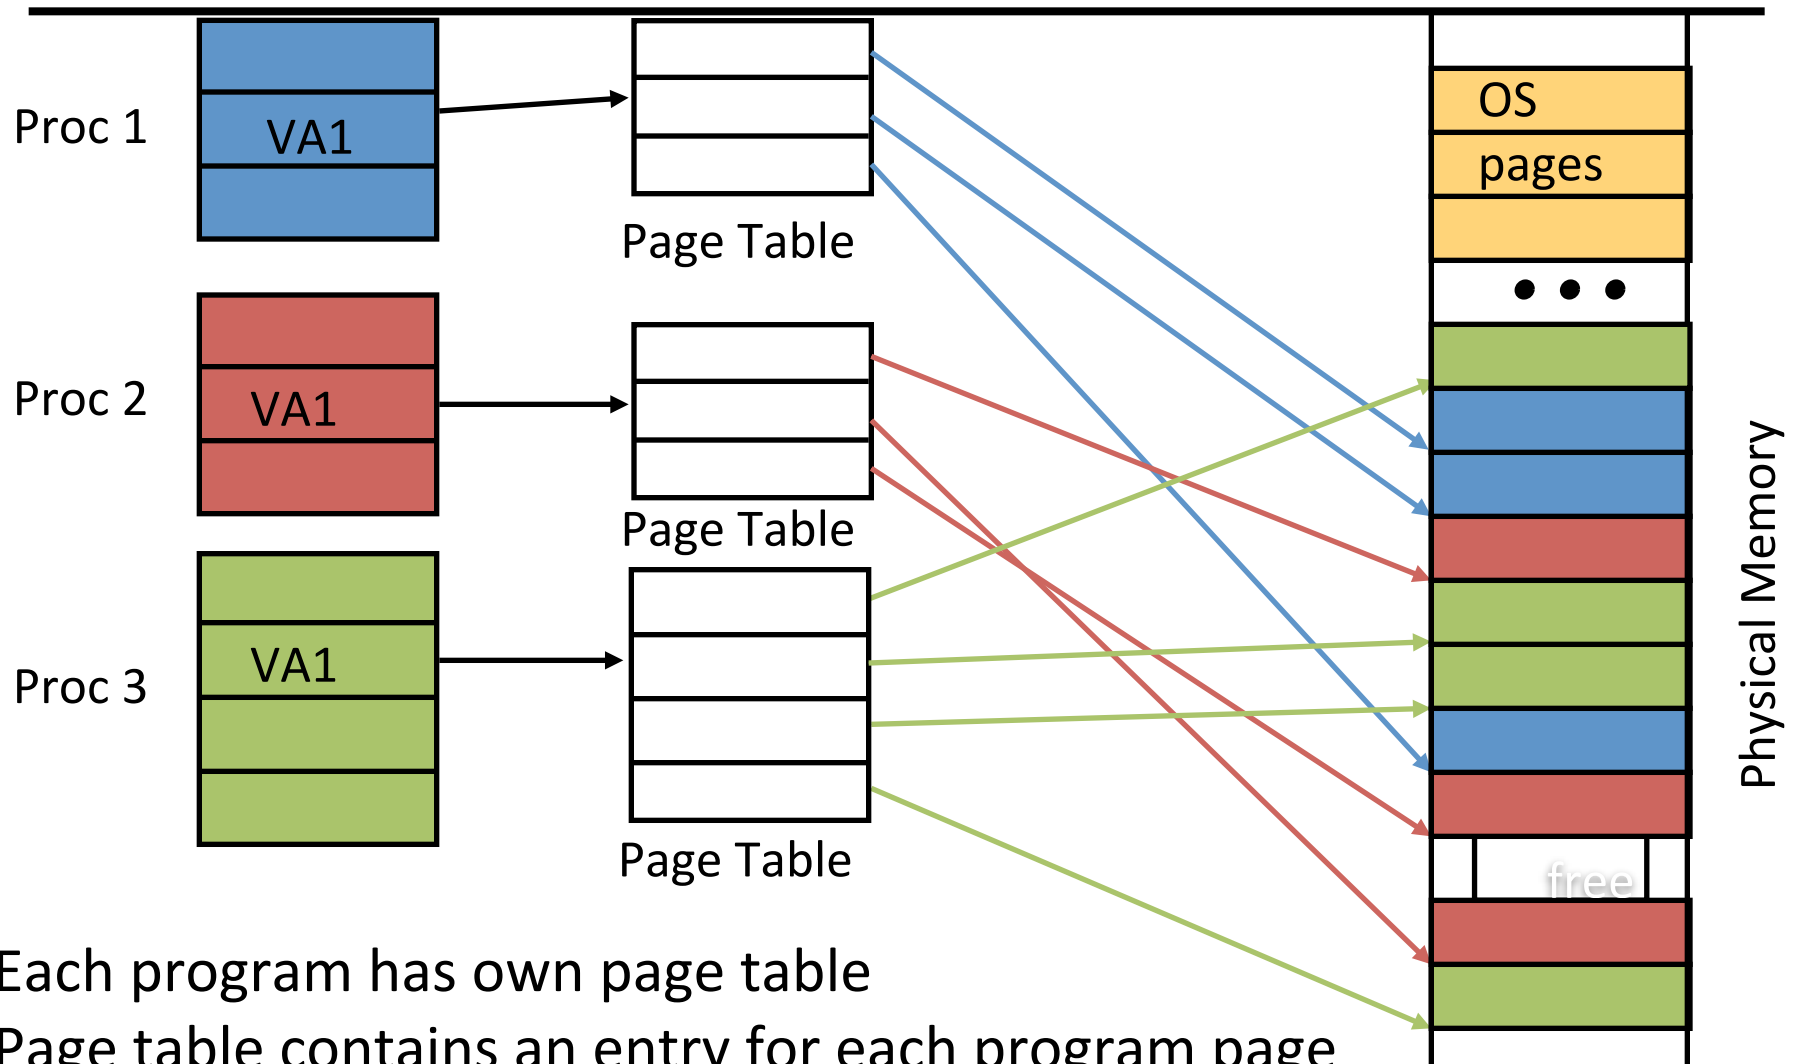 Proc 1
VA1
Page Table
Proc 2
VA1
Page Table
Proc 3
VA1
Page Table
OS
pages
• • •
free
Physical Memory
Each program has own page table
Page table contains an entry for each program page